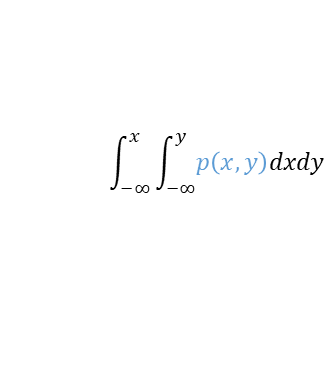 ∫_{-∞}^{x} ∫_{-∞}^{y} p(x, y)dxdy